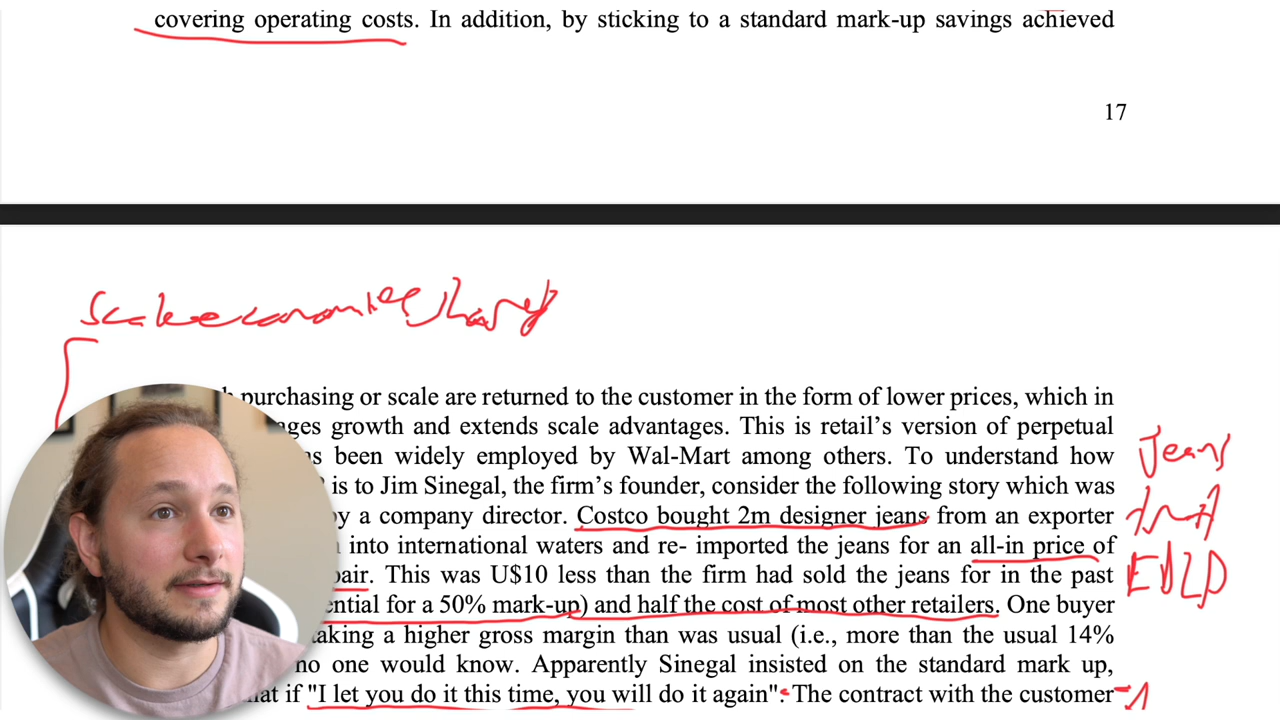 covering operating costs. In addition, by sticking to a standard mark-up savings achieved
17
Scale economies shared
purchasing or scale are returned to the customer in the form of lower prices, which in
growth and extends scale advantages. This is retail's version of perpetual
been widely employed by Wal-Mart among others. To understand how
Jeans
is to Jim Sinegal, the firm's founder, consider the following story which was
by a company director. Costco bought 2m designer jeans from an exporter
into international waters and re- imported the jeans for an all-in price of
pair. This was U$10 less than the firm had sold the jeans for in the past
EDLP
for a 50% mark-up) and half the cost of most other retailers. One buyer
taking a higher gross margin than was usual (i.e., more than the usual 14%
no one would know. Apparently Sinegal insisted on the standard mark up,
if "I let you do it this time, you will do it again". The contract with the customer